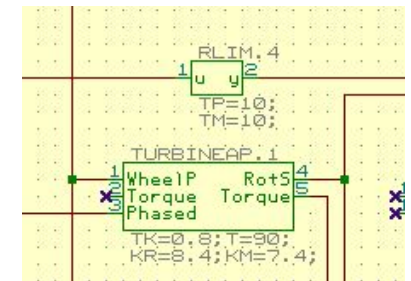 RLIM.4
1 u y 2
TP=10;
TM=10;
TURBINEAP.1
1 WheelP RotS 4
2 Torque Torque 5
3 Phased
TK=0.8;T=90;
KR=8.4;KM=7.4;